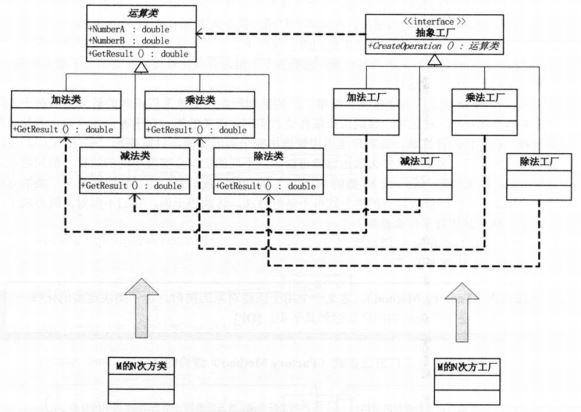 运算类
+NumberA : double
+NumberB : double
+GetResult() : double
<<interface>>
抽象工厂
+CreateOperation() : 运算类
加法类
+GetResult() : double
乘法类
+GetResult() : double
加法工厂
乘法工厂
减法类
+GetResult() : double
除法类
+GetResult() : double
减法工厂
除法工厂
M的N次方类
M的N次方工厂